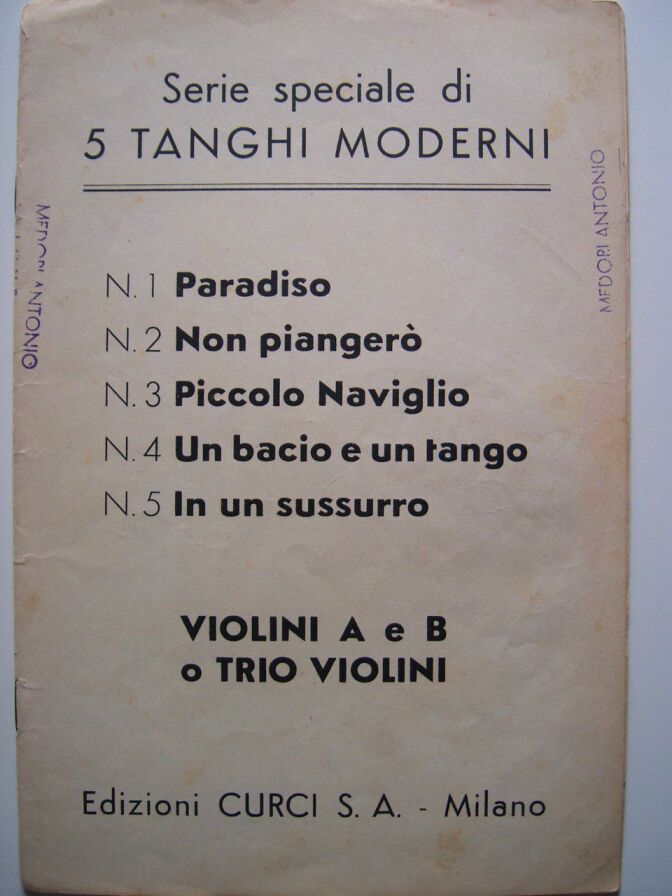 Serie speciale di
5 TANGHI MODERNI
MEDORI ANTONIO
MEDORI ANTONIO
N. 1 Paradiso
N. 2 Non piangerò
N. 3 Piccolo Naviglio
N. 4 Un bacio e un tango
N. 5 In un sussurro
VIOLINI A e B
o TRIO VIOLINI
Edizioni CURCI S. A. - Milano